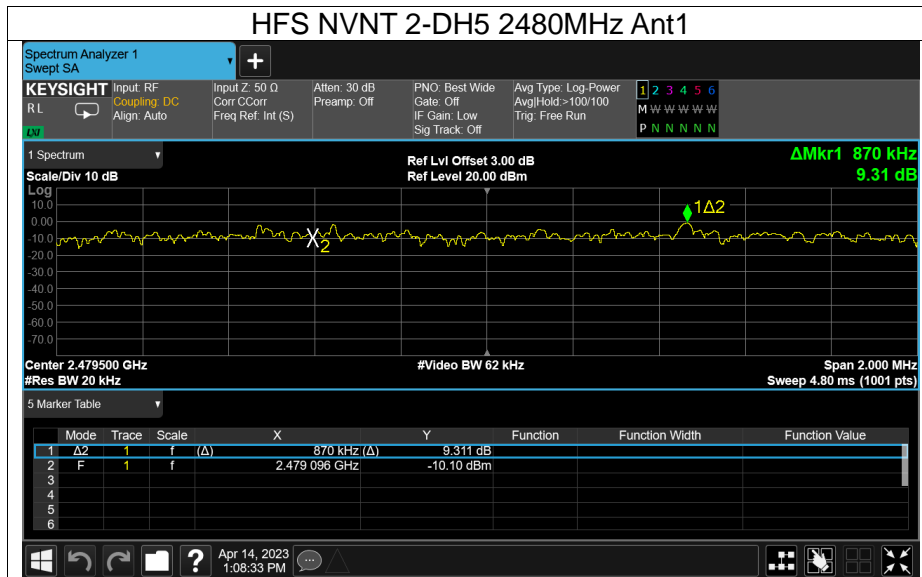 HFS NVNT 2-DH5 2480MHz Ant1
Spectrum Analyzer 1
Swept SA
+
KEYSIGHT
RL
LXI
Input: RF
Coupling: DC
Align: Auto
Input Z: 50 Ω
Corr CCorr
Freq Ref: Int (S)
Atten: 30 dB
Preamp: Off
PNO: Best Wide
Gate: Off
IF Gain: Low
Sig Track: Off
Avg Type: Log-Power
Avg|Hold:>100/100
Trig: Free Run
1 2 3 4 5 6
M W W W W W
P N N N N N
1 Spectrum
Scale/Div 10 dB
Ref Lvl Offset 3.00 dB
Ref Level 20.00 dBm
ΔMkr1 870 kHz
9.31 dB
Log
10.0
0.00
-10.0
-20.0
-30.0
-40.0
-50.0
-60.0
-70.0
1Δ2
X2
Center 2.479500 GHz
#Res BW 20 kHz
#Video BW 62 kHz
Span 2.000 MHz
Sweep 4.80 ms (1001 pts)
5 Marker Table
Mode Trace Scale X Y Function Function Width Function Value
1 Δ2 1 f (Δ) 870 kHz (Δ) 9.311 dB
2 F 1 f 2.479 096 GHz -10.10 dBm
3
4
5
6
?
Apr 14, 2023
1:08:33 PM